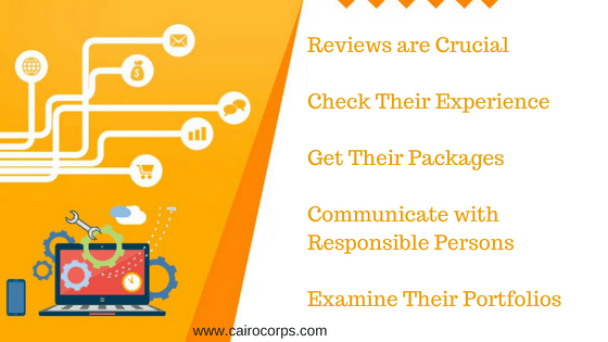 Reviews are Crucial
Check Their Experience
Get Their Packages
Communicate with
Responsible Persons
Examine Their Portfolios
www.cairocorps.com